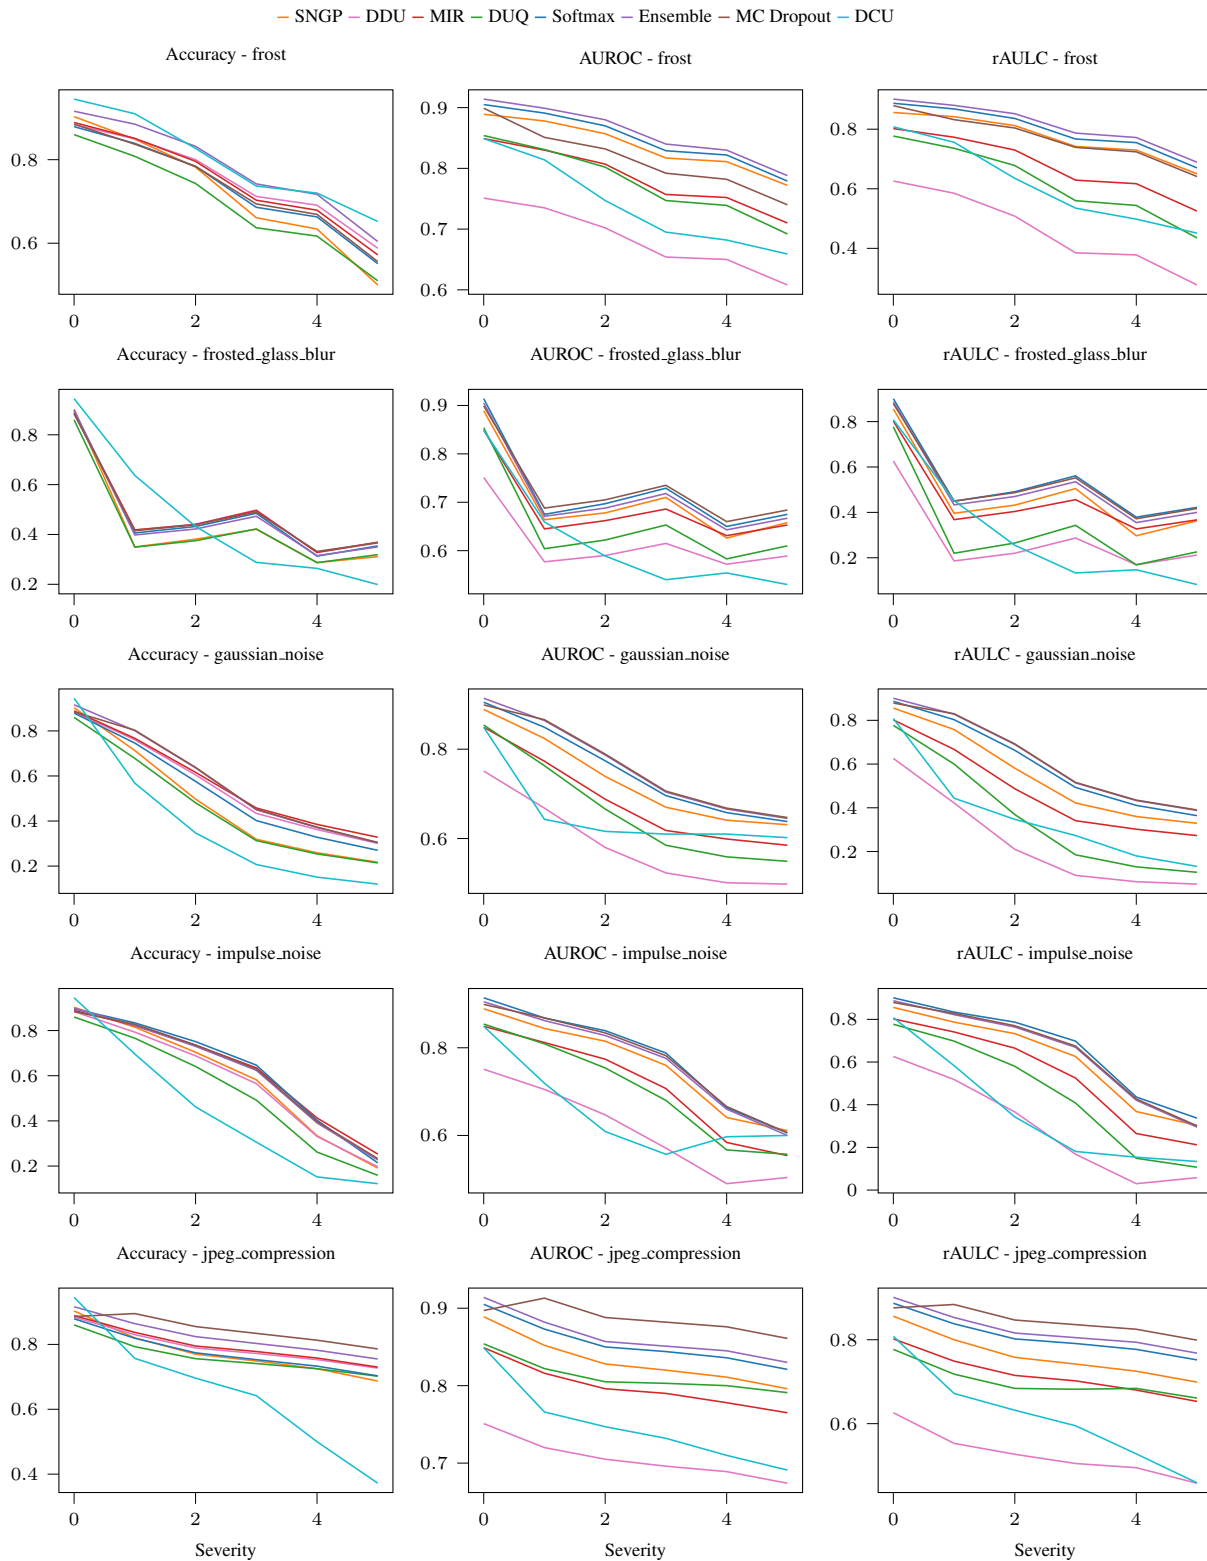 SNGP DDU MIR DUQ Softmax Ensemble MC Dropout DCU
Accuracy - frost
AUROC - frost
rAULC - frost
0.8
0.6
0 2 4
0.9
0.8
0.7
0.6
0 2 4
0.8
0.6
0.4
0 2 4
Accuracy - frosted_glass_blur
AUROC - frosted_glass_blur
rAULC - frosted_glass_blur
0.8
0.6
0.4
0.2
0 2 4
0.9
0.8
0.7
0.6
0 2 4
0.8
0.6
0.4
0.2
0 2 4
Accuracy - gaussian_noise
AUROC - gaussian_noise
rAULC - gaussian_noise
0.8
0.6
0.4
0.2
0 2 4
0.8
0.6
0 2 4
0.8
0.6
0.4
0.2
0 2 4
Accuracy - impulse_noise
AUROC - impulse_noise
rAULC - impulse_noise
0.8
0.6
0.4
0.2
0 2 4
0.8
0.6
0 2 4
0.8
0.6
0.4
0.2
0
0 2 4
Accuracy - jpeg_compression
AUROC - jpeg_compression
rAULC - jpeg_compression
0.8
0.6
0.4
0 2 4
Severity
0.9
0.8
0.7
0 2 4
Severity
0.8
0.6
0 2 4
Severity